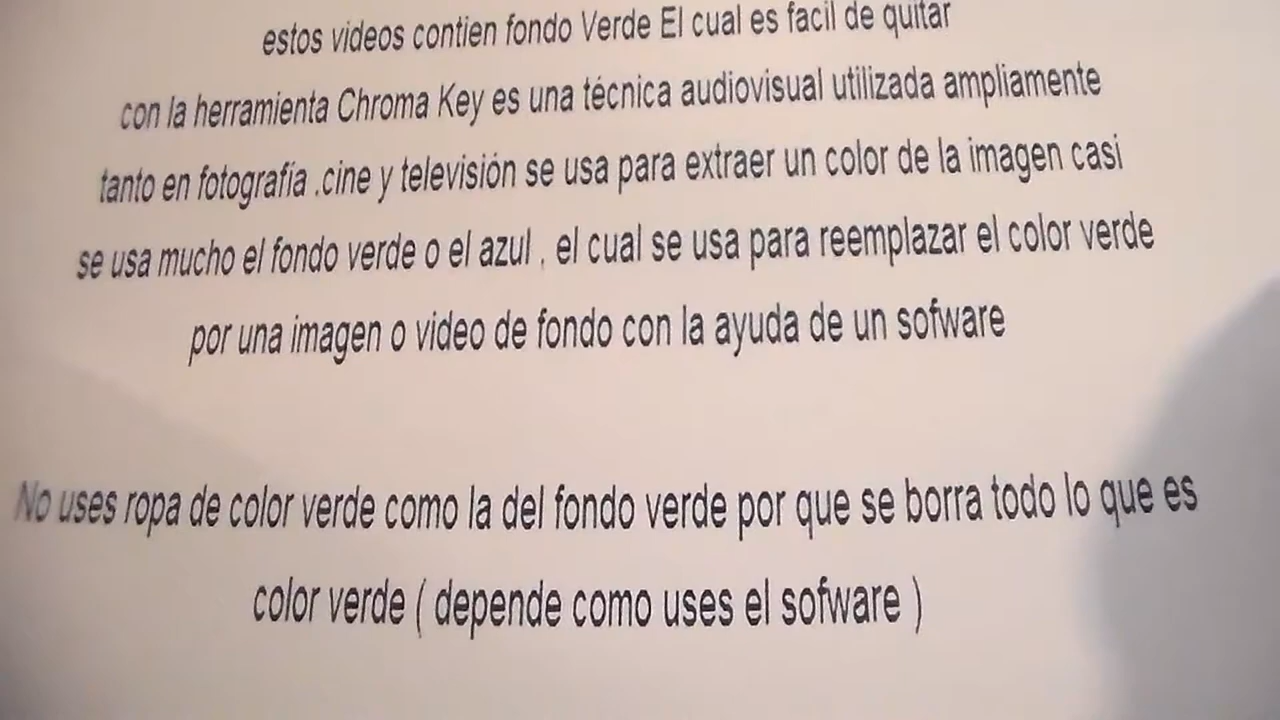 estos videos contien fondo Verde El cual es facil de quitar
con la herramienta Chroma Key es una técnica audiovisual utilizada ampliamente
tanto en fotografía .cine y televisión se usa para extraer un color de la imagen casi
se usa mucho el fondo verde o el azul , el cual se usa para reemplazar el color verde
por una imagen o video de fondo con la ayuda de un sofware
No uses ropa de color verde como la del fondo verde por que se borra todo lo que es
color verde ( depende como uses el sofware )